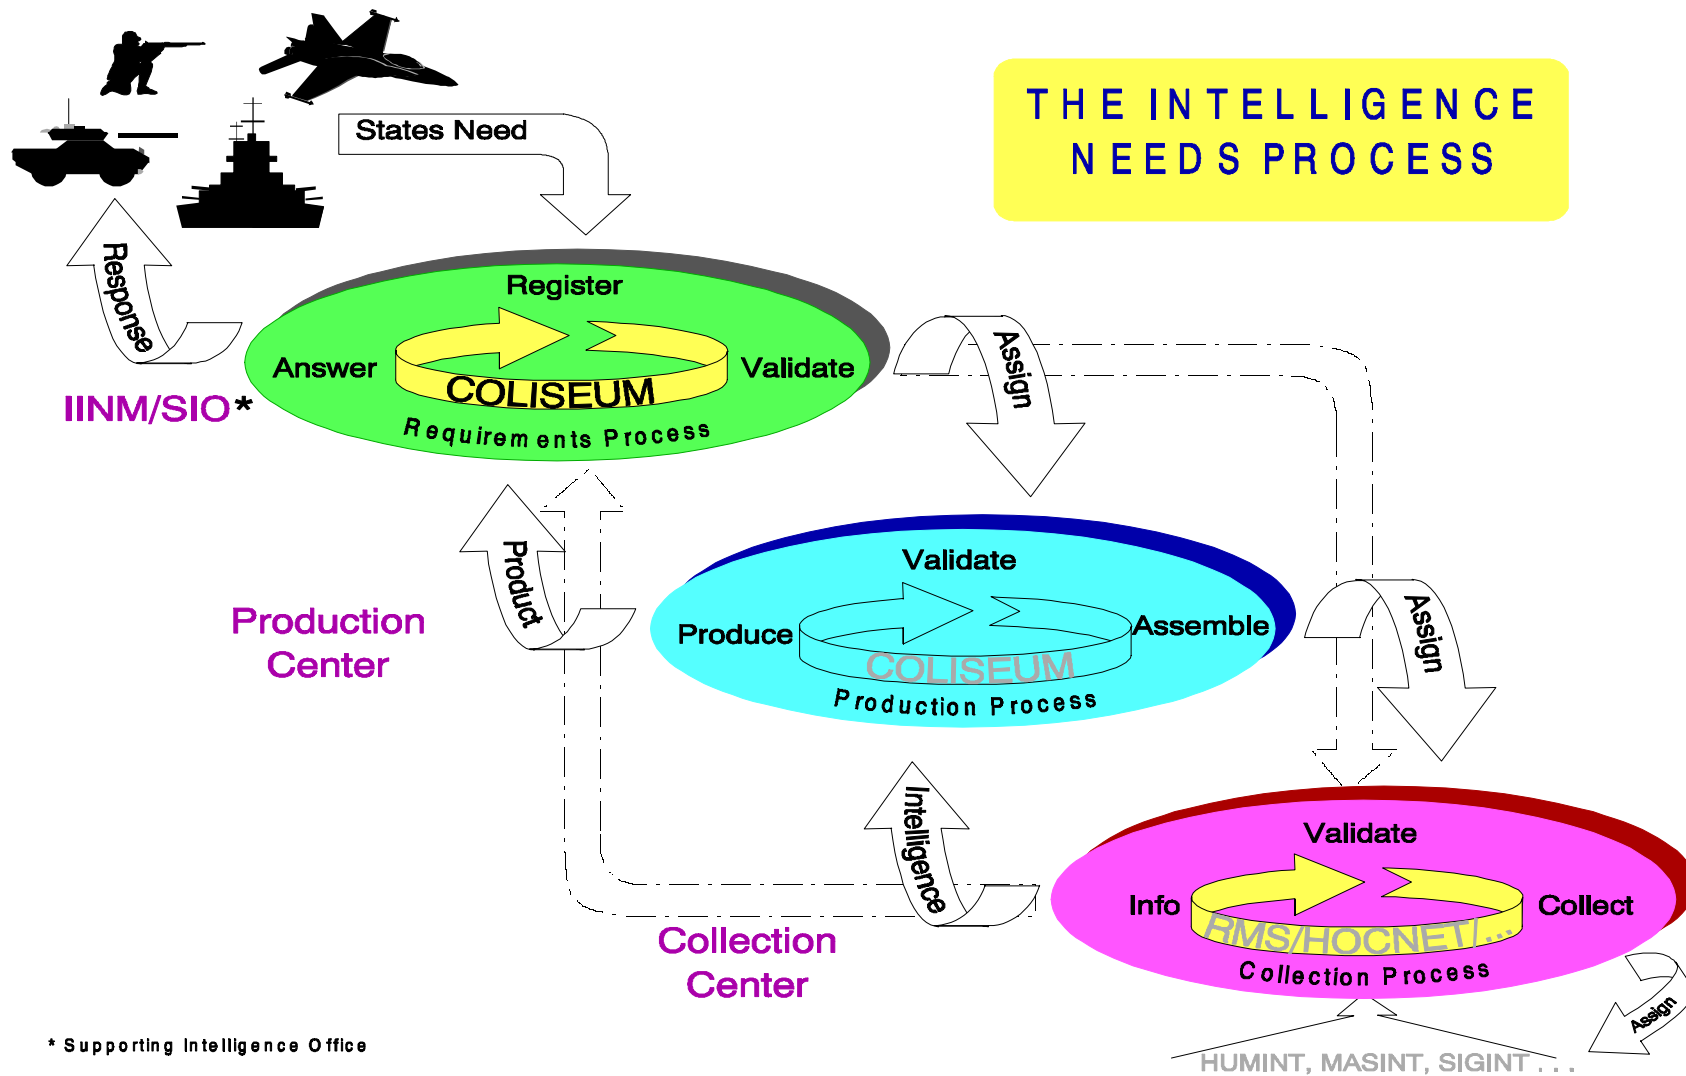 THE INTELLIGENCE
NEEDS PROCESS
States Need
Response
Register
Answer
Validate
COLISEUM
Requirements Process
IINM/SIO*
Assign
Product
Production
Center
Validate
Produce
Assemble
COLISEUM
Production Process
Assign
Intelligence
Collection
Center
Validate
Info
Collect
RMS/HOCNET/...
Collection Process
Assign
HUMINT, MASINT, SIGINT . . .
* Supporting Intelligence Office